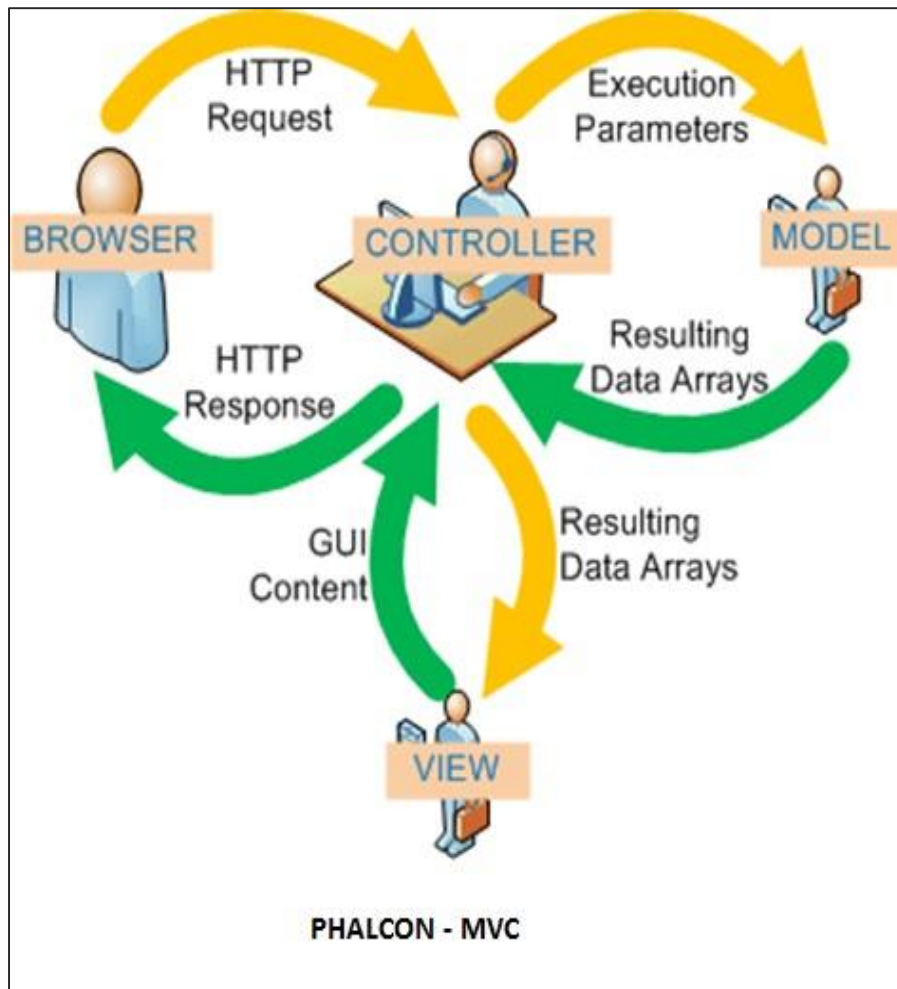 HTTP
Request
Execution
Parameters
BROWSER
CONTROLLER
MODEL
HTTP
Response
Resulting
Data Arrays
GUI
Content
Resulting
Data Arrays
VIEW
PHALCON - MVC